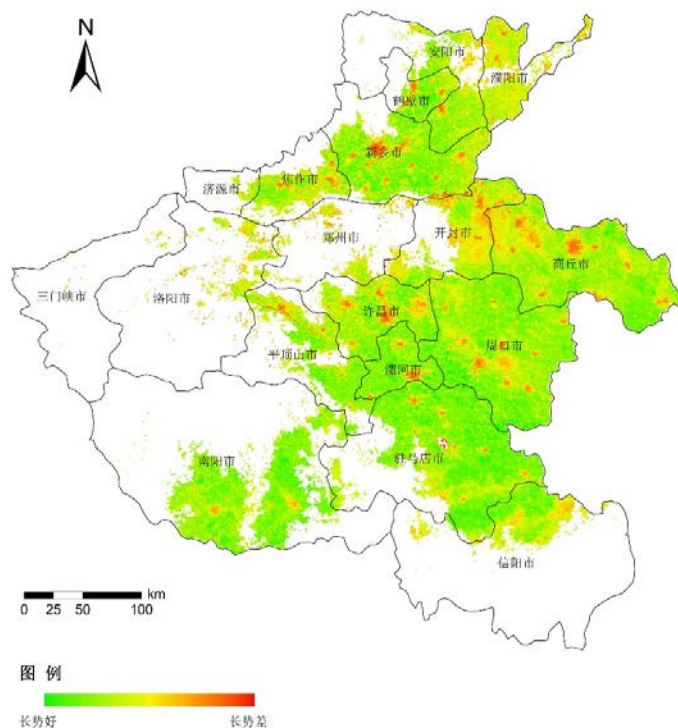 N
安阳市
濮阳市
鹤壁市
新乡市
济源市
焦作市
郑州市
开封市
商丘市
三门峡市
洛阳市
许昌市
平顶山市
周口市
漯河市
南阳市
驻马店市
信阳市
km
0 25 50 100
图 例
长势好 长势差